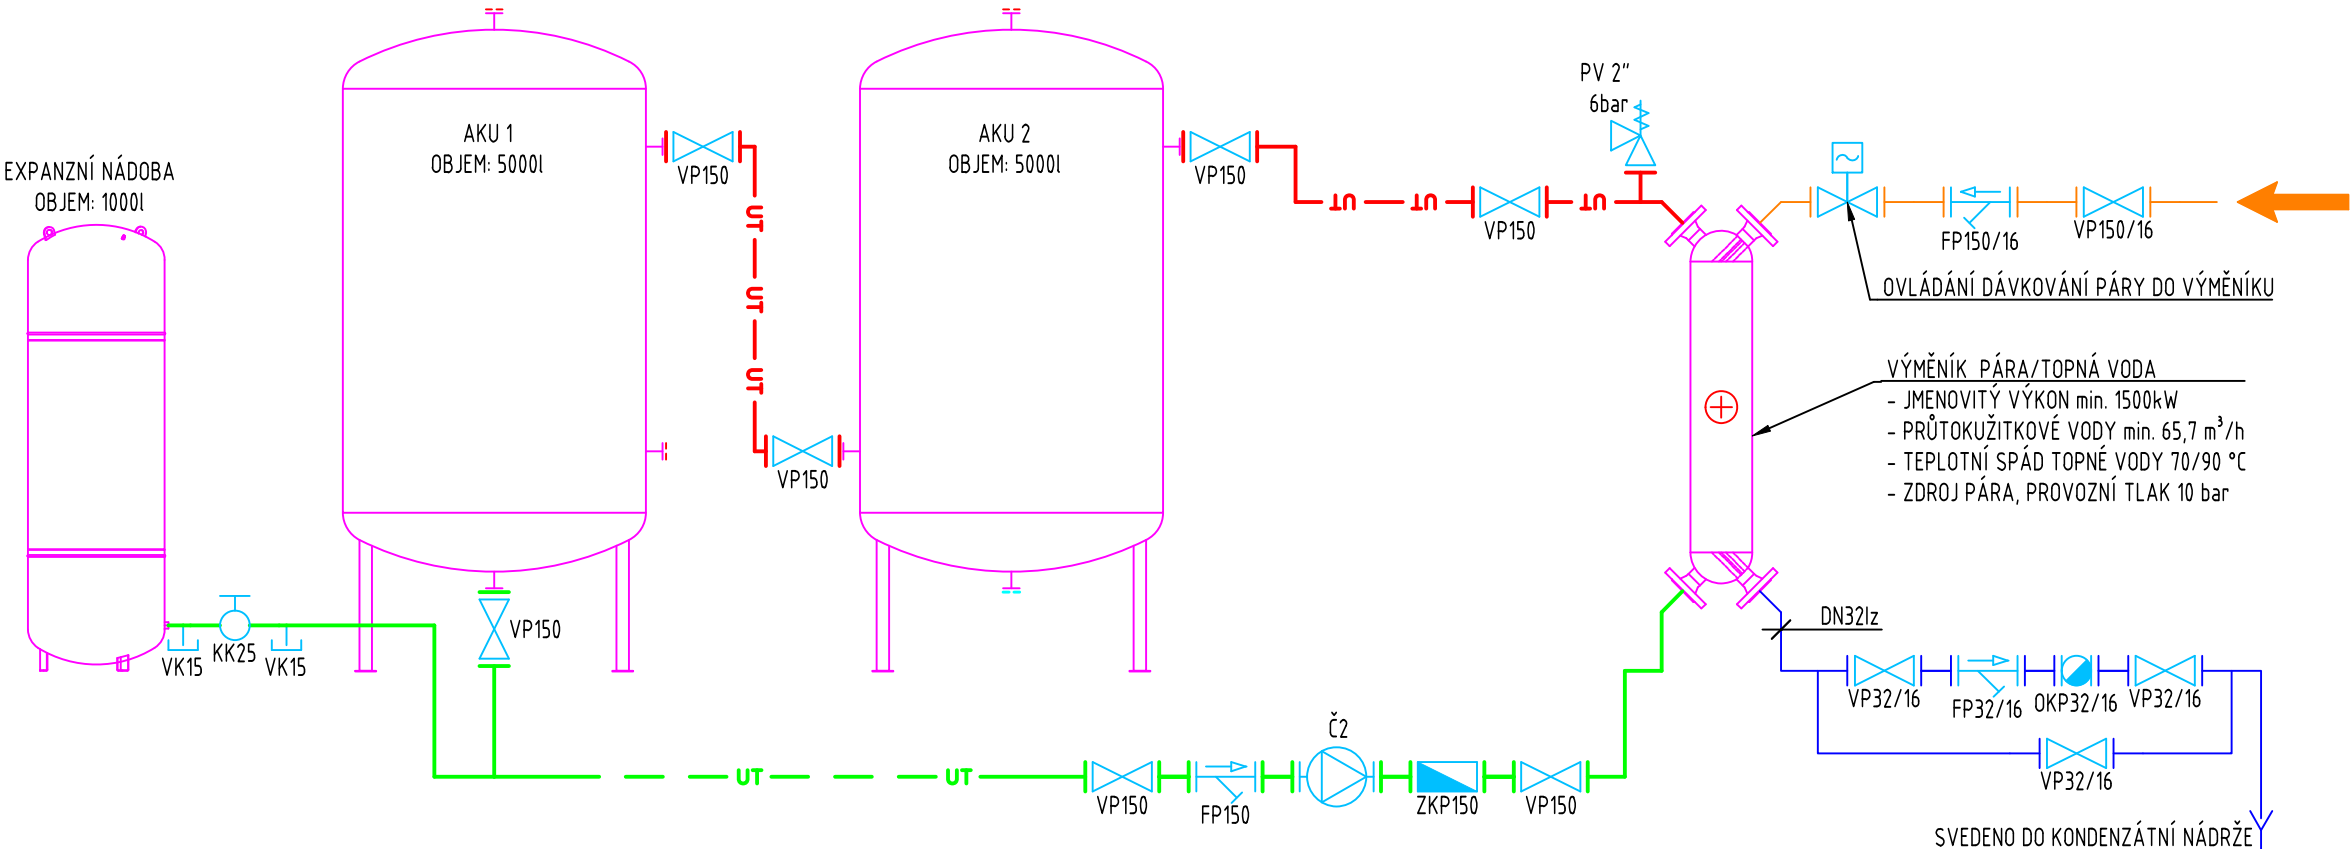 EXPANZNÍ NÁDOBA
OBJEM: 1000l
AKU 1
OBJEM: 5000l
VP150
AKU 2
OBJEM: 5000l
VP150
PV 2"
6bar
VP150
FP150/16
VP150/16
OVLÁDÁNÍ DÁVKOVÁNÍ PÁRY DO VÝMĚNÍKU
UT
UT
UT
UT
UT
UT
VP150
VÝMĚNÍK PÁRA/TOPNÁ VODA
- JMENOVITÝ VÝKON min. 1500kW
- PRŮTOKUŽITKOVÉ VODY min. 65,7 m³/h
- TEPLOTNÍ SPÁD TOPNÉ VODY 70/90 °C
- ZDROJ PÁRA, PROVOZNÍ TLAK 10 bar
VK15
KK25
VK15
VP150
DN32Iz
VP32/16
FP32/16
OKP32/16
VP32/16
VP32/16
UT
UT
VP150
FP150
Č2
ZKP150
VP150
SVEDENO DO KONDENZÁTNÍ NÁDRŽE